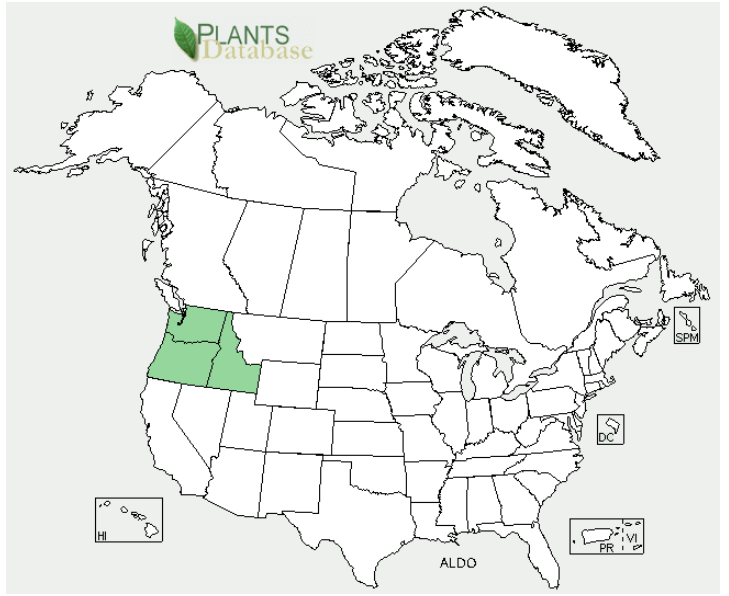 PLANTS
Database
SPM
DC
HI
PR
VI
ALDO